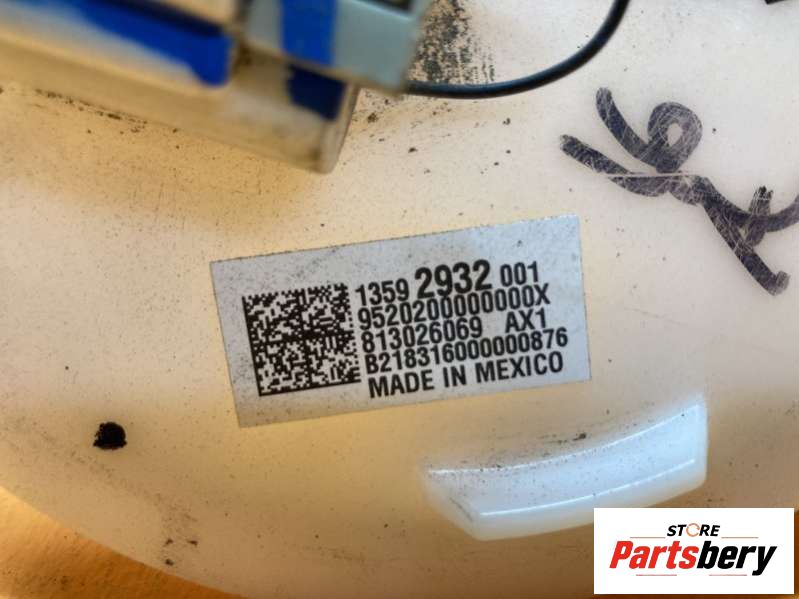 1359 2932 001
9520200000000X
813026069 AX1
B218316000000876
MADE IN MEXICO
STORE
Partsbery